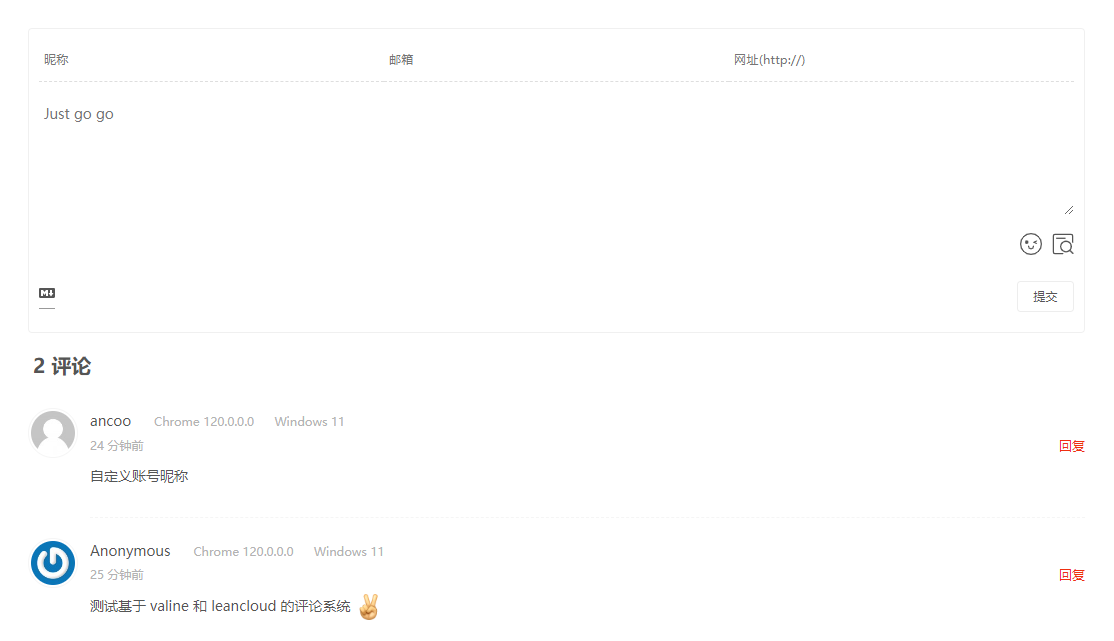 昵称 邮箱 网址(http://)
Just go go
M↓
提交
2 评论
ancoo Chrome 120.0.0.0 Windows 11
24 分钟前 回复
自定义账号昵称
Anonymous Chrome 120.0.0.0 Windows 11
25 分钟前 回复
测试基于 valine 和 leancloud 的评论系统 ✌